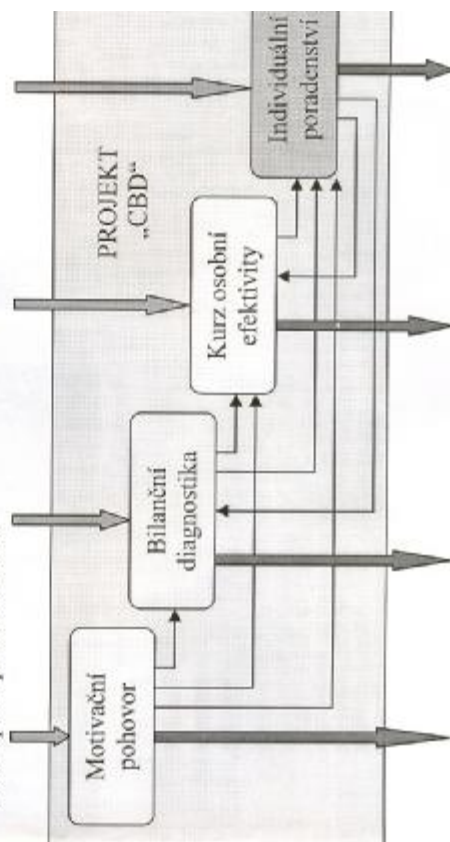 PROJEKT
„CBD“
Individuální
poradenství
Kurz osobní
efektivity
Bilanční
diagnostika
Motivační
pohovor